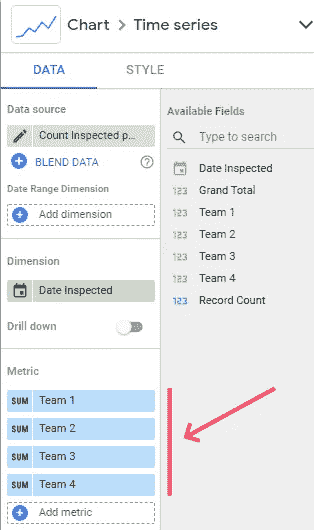 Chart > Time series
DATA STYLE
Data source
Count Inspected p...
BLEND DATA
Date Range Dimension
Add dimension
Dimension
Date Inspected
Drill down
Metric
SUM Team 1
SUM Team 2
SUM Team 3
SUM Team 4
Add metric
Available Fields
Type to search
Date Inspected
123 Grand Total
123 Team 1
123 Team 2
123 Team 3
123 Team 4
123 Record Count